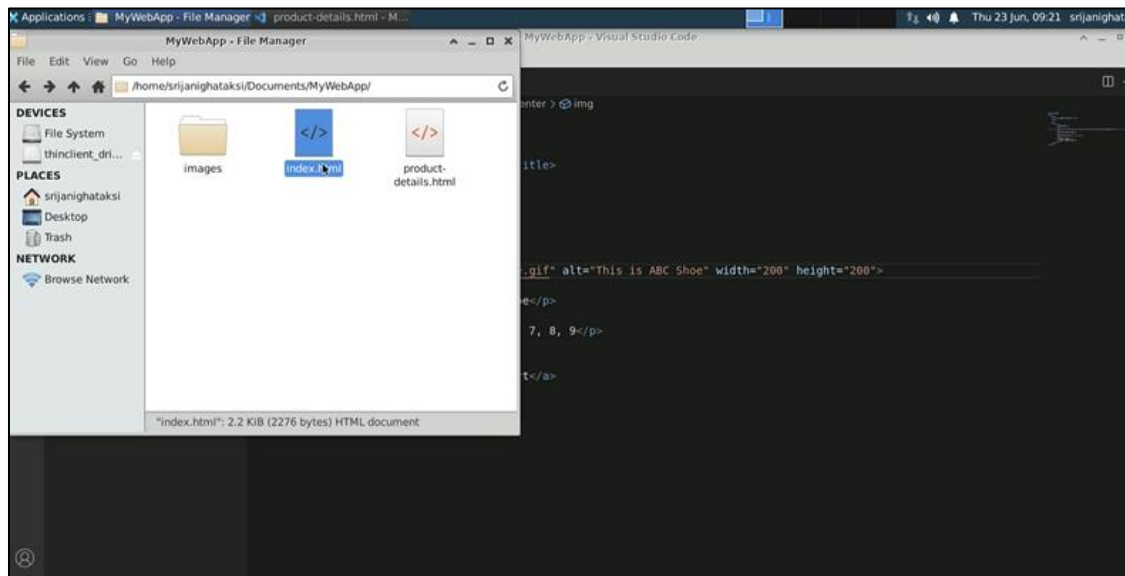 Applications : MyWebApp - File Manager product-details.html - M... Thu 23 Jun, 09:21 srijanighat
MyWebApp - File Manager
MyWebApp - Visual Studio Code
File Edit View Go Help
/home/srijanighataksi/Documents/MyWebApp/
DEVICES
File System
thinclient_dri...
PLACES
srijanighataksi
Desktop
Trash
NETWORK
Browse Network
images
index.html
product-
details.html
"index.html": 2.2 KiB (2276 bytes) HTML document
enter > img
itle>
.gif" alt="This is ABC Shoe" width="200" height="200">
e</p>
7, 8, 9</p>
t</a>